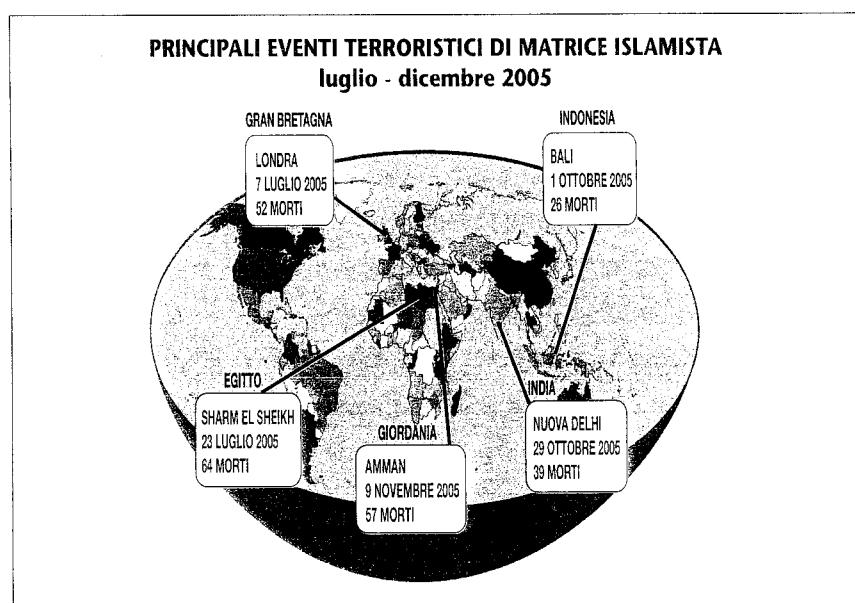 PRINCIPALI EVENTI TERRORISTICI DI MATRICE ISLAMISTA
luglio - dicembre 2005
GRAN BRETAGNA
LONDRA
7 LUGLIO 2005
52 MORTI
INDONESIA
BALI
1 OTTOBRE 2005
26 MORTI
EGITTO
SHARM EL SHEIKH
23 LUGLIO 2005
64 MORTI
GIORDANIA
AMMAN
9 NOVEMBRE 2005
57 MORTI
INDIA
NUOVA DELHI
29 OTTOBRE 2005
39 MORTI